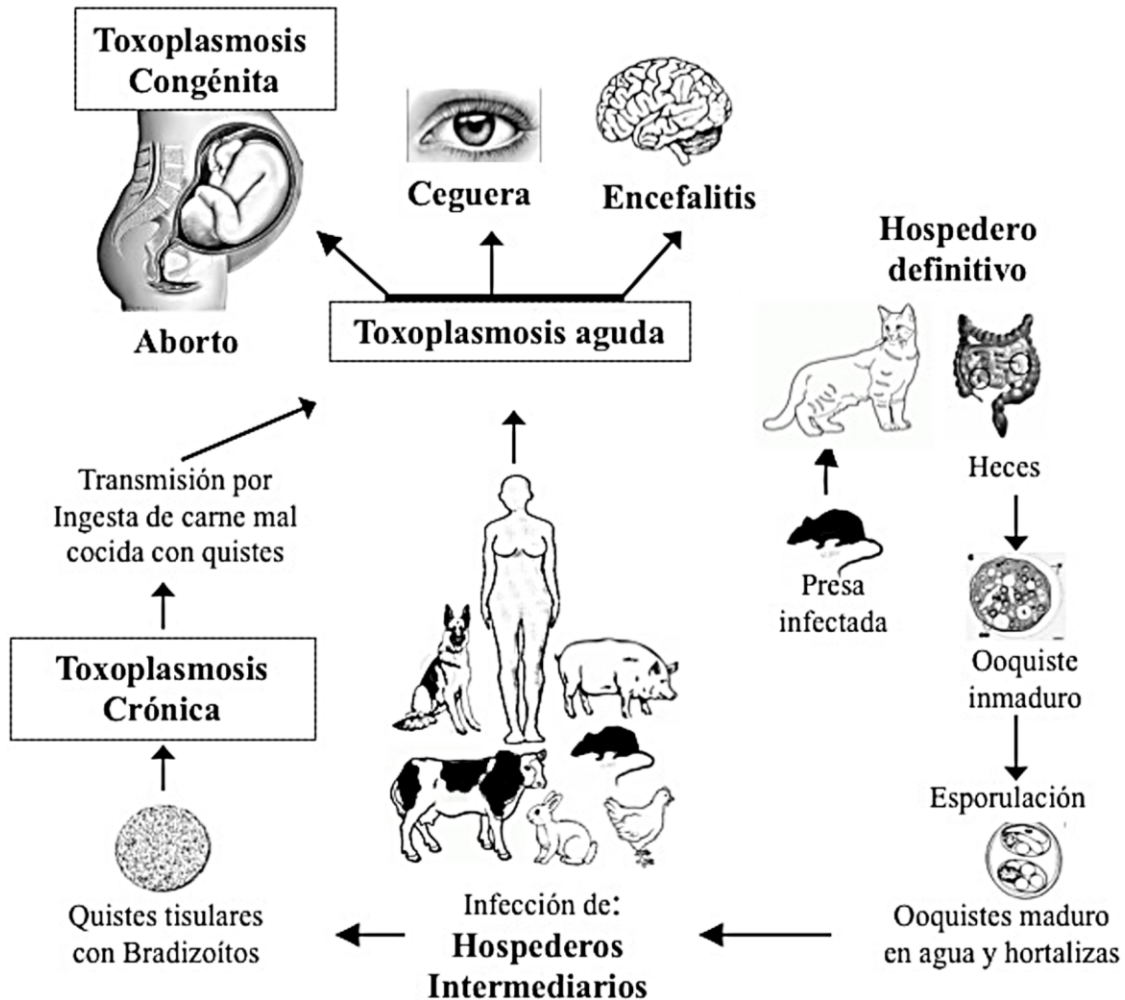 Toxoplasmosis
Congénita
Aborto
Ceguera
Encefalitis
Toxoplasmosis aguda
Hospedero
definitivo
Heces
Presa
infectada
Ooquiste
inmaduro
Esporulación
Ooquistes maduro
en agua y hortalizas
Infección de:
Hospederos
Intermediarios
Quistes tisulares
con Bradizoítos
Toxoplasmosis
Crónica
Transmisión por
Ingesta de carne mal
cocida con quistes